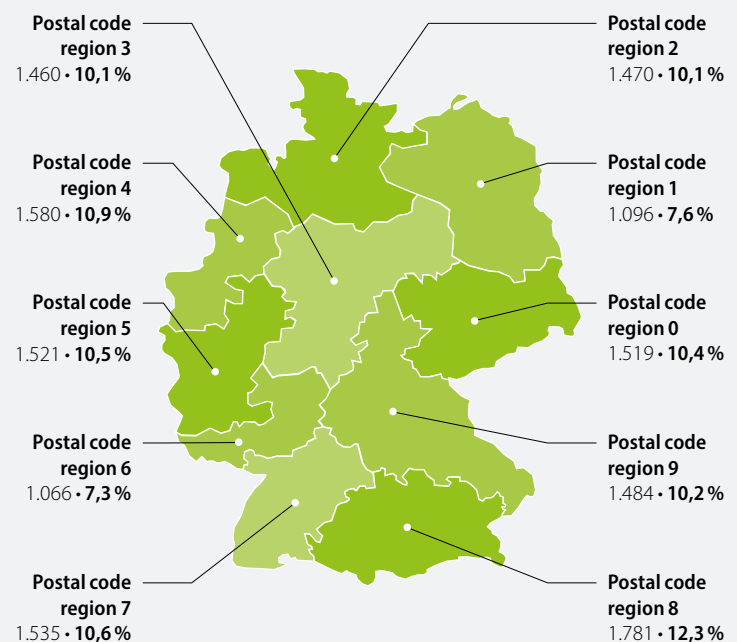 Postal code
region 3
1.460 • 10,1 %
Postal code
region 2
1.470 • 10,1 %
Postal code
region 4
1.580 • 10,9 %
Postal code
region 1
1.096 • 7,6 %
Postal code
region 5
1.521 • 10,5 %
Postal code
region 0
1.519 • 10,4 %
Postal code
region 6
1.066 • 7,3 %
Postal code
region 9
1.484 • 10,2 %
Postal code
region 7
1.535 • 10,6 %
Postal code
region 8
1.781 • 12,3 %